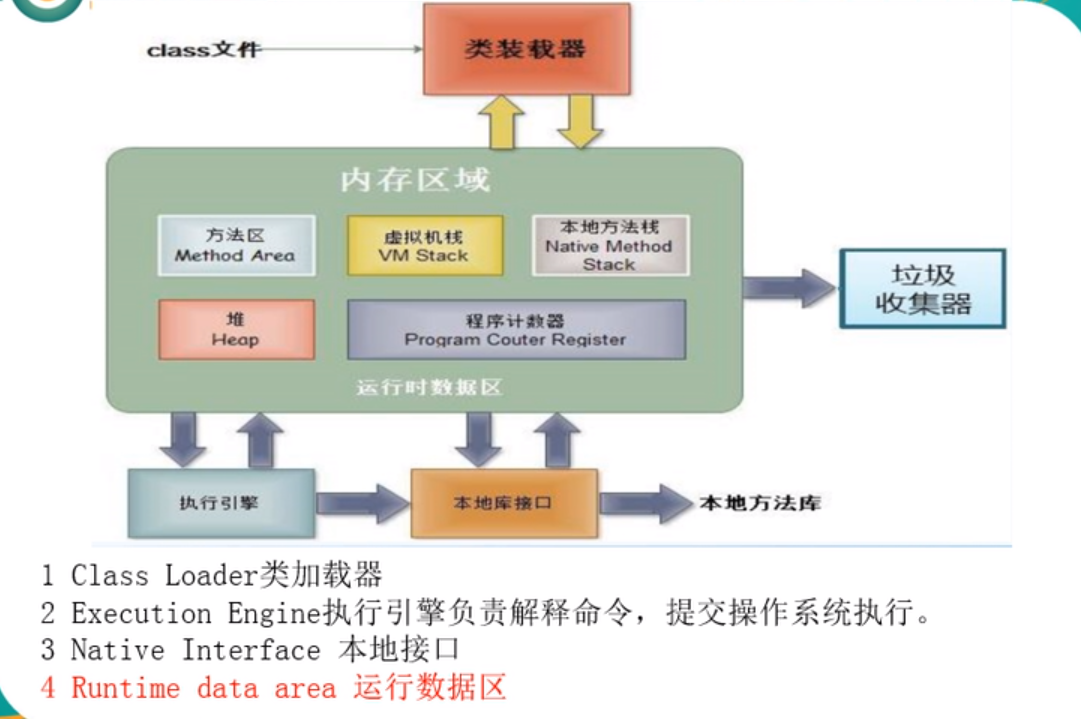 class文件
类装载器
内存区域
方法区
Method Area
虚拟机栈
VM Stack
本地方法栈
Native Method
Stack
堆
Heap
程序计数器
Program Couter Register
运行时数据区
垃圾
收集器
执行引擎
本地库接口
本地方法库
1 Class Loader类加载器
2 Execution Engine执行引擎负责解释命令，提交操作系统执行。
3 Native Interface 本地接口
4 Runtime data area 运行数据区